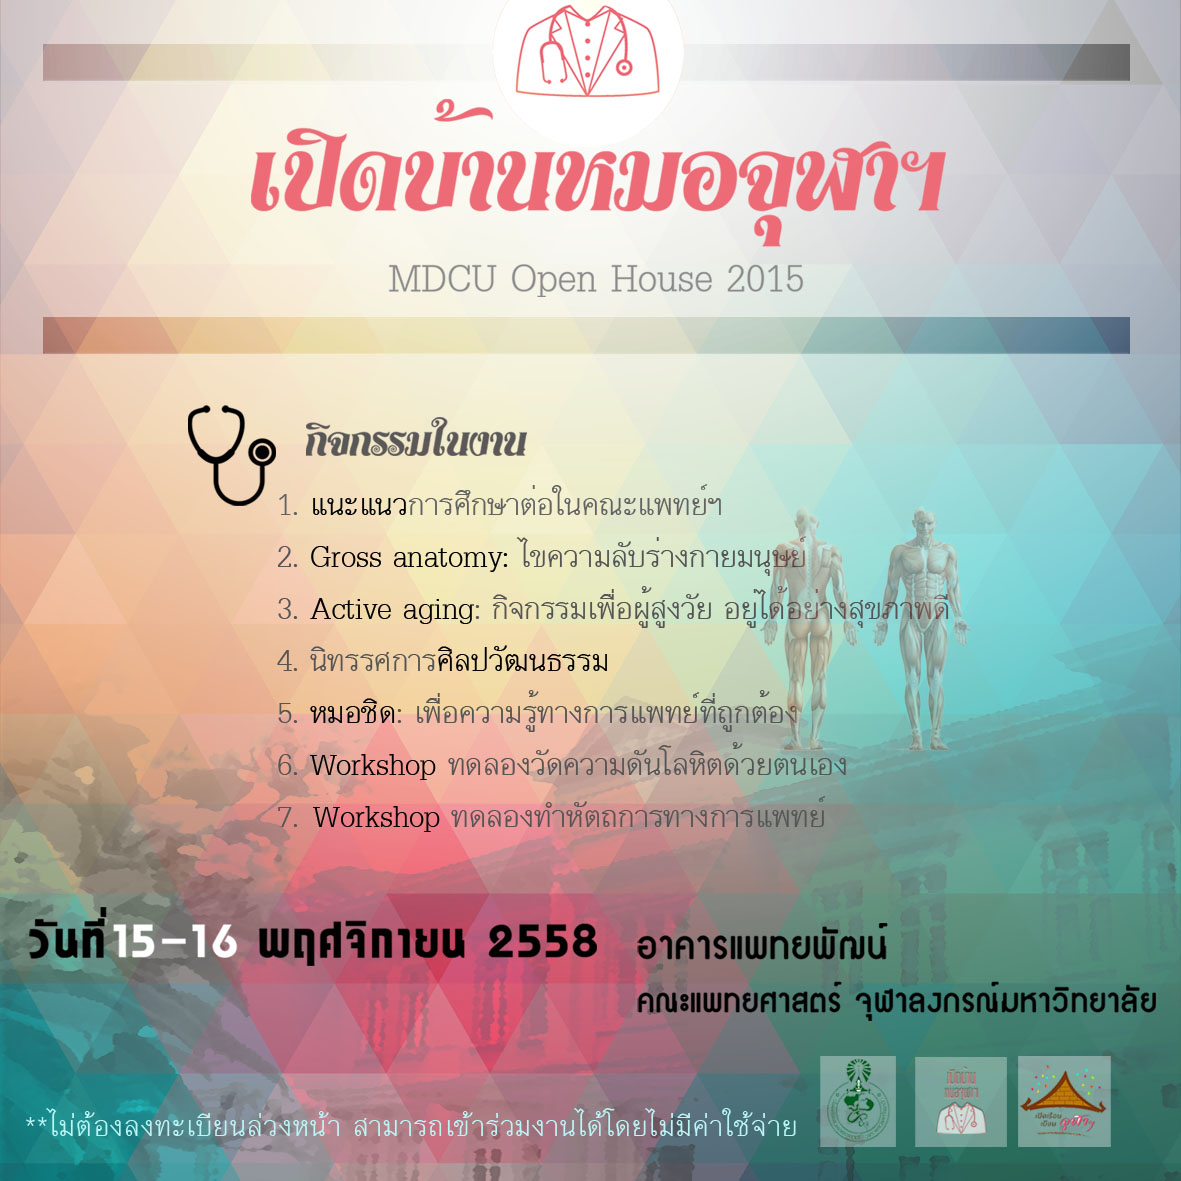 เปิดบ้านหมอจุฬาฯ
MDCU Open House 2015
กิจกรรมในงาน
1. แนะแนวการศึกษาต่อในคณะแพทย์ฯ
2. Gross anatomy: ไขความลับร่างกายมนุษย์
3. Active aging: กิจกรรมเพื่อผู้สูงวัย อยู่ได้อย่างสุขภาพดี
4. นิทรรศการศิลปวัฒนธรรม
5. หมอชิด: เพื่อความรู้ทางการแพทย์ที่ถูกต้อง
6. Workshop ทดลองวัดความดันโลหิตด้วยตนเอง
7. Workshop ทดลองทำหัตถการทางการแพทย์
วันที่ 15-16 พฤศจิกายน 2558
อาคารแพทยพัฒน์
คณะแพทยศาสตร์ จุฬาลงกรณ์มหาวิทยาลัย
**ไม่ต้องลงทะเบียนล่วงหน้า สามารถเข้าร่วมงานได้โดยไม่มีค่าใช้จ่าย
เปิดบ้าน
หมอจุฬาฯ